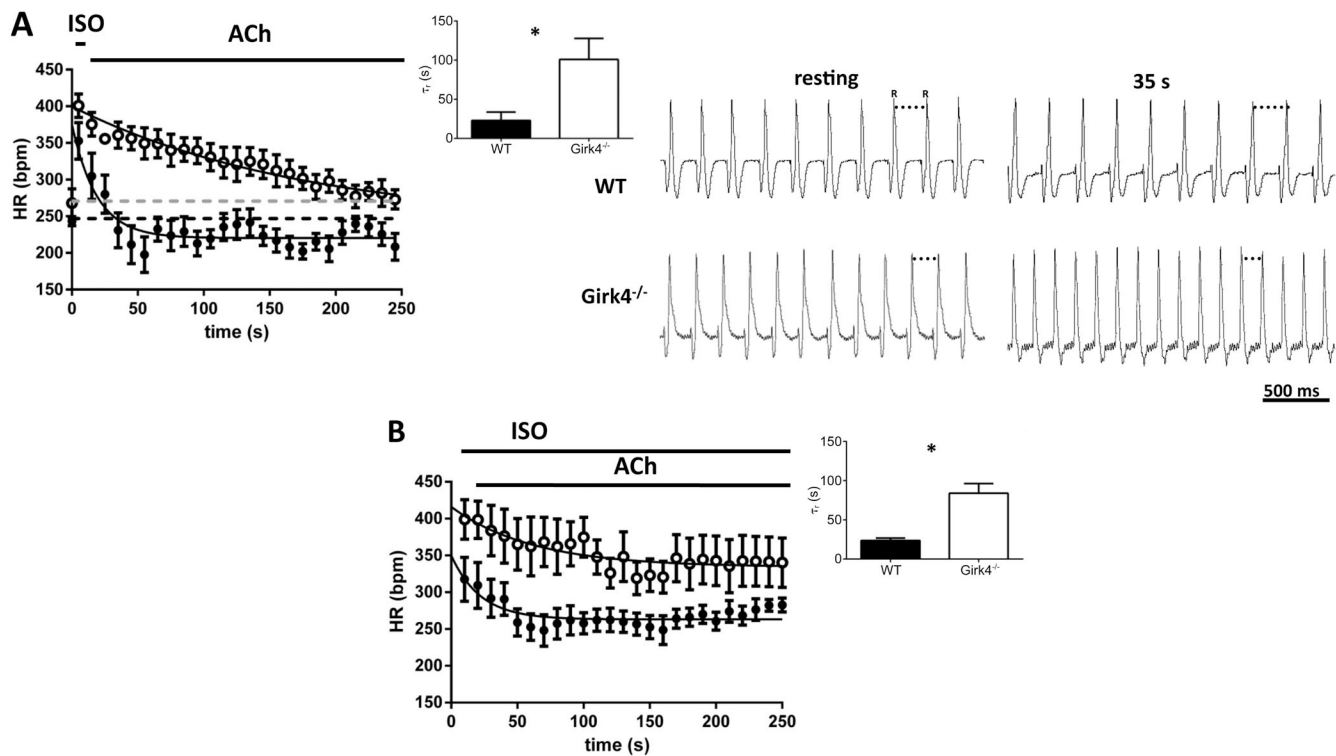 A
ISO
ACh
HR (bpm)
450
400
350
300
250
200
150
0 50 100 150 200 250
time (s)
*
τr (s)
150
100
50
0
WT Girk4-/-
resting
35 s
R R
WT
Girk4-/-
500 ms
B
ISO
ACh
HR (bpm)
450
400
350
300
250
200
150
0 50 100 150 200 250
time (s)
*
τr (s)
150
100
50
0
WT Girk4-/-